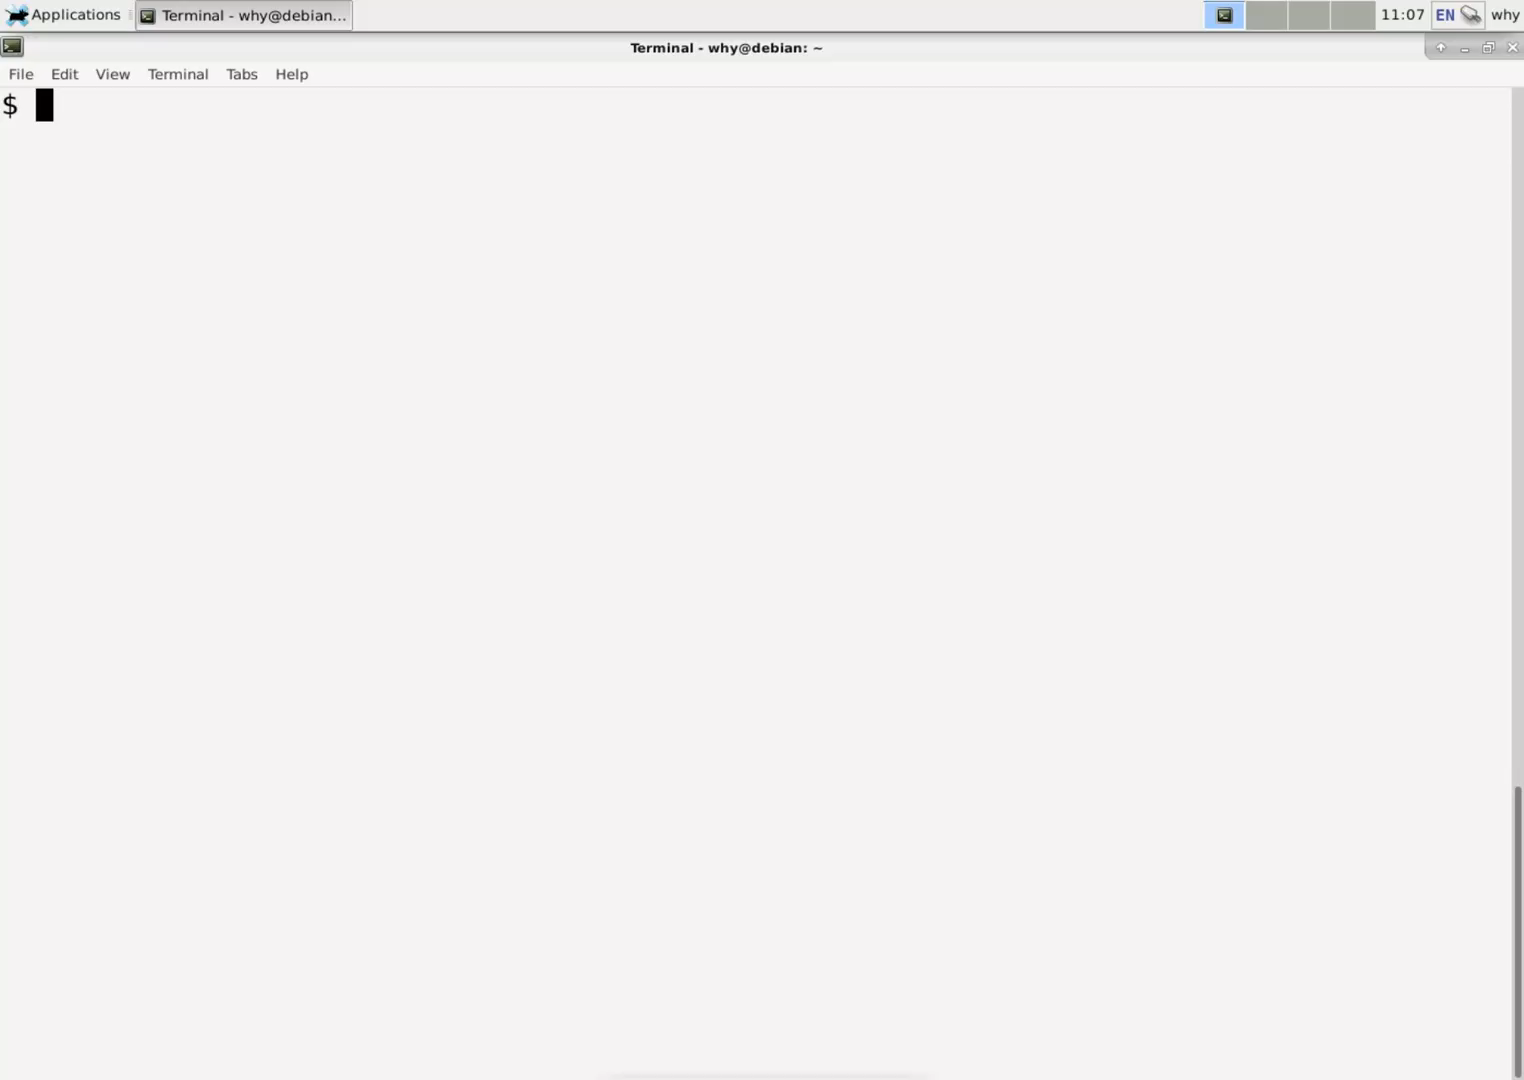 Applications Terminal - why@debian... 11:07 EN why
Terminal - why@debian: ~
File Edit View Terminal Tabs Help
$